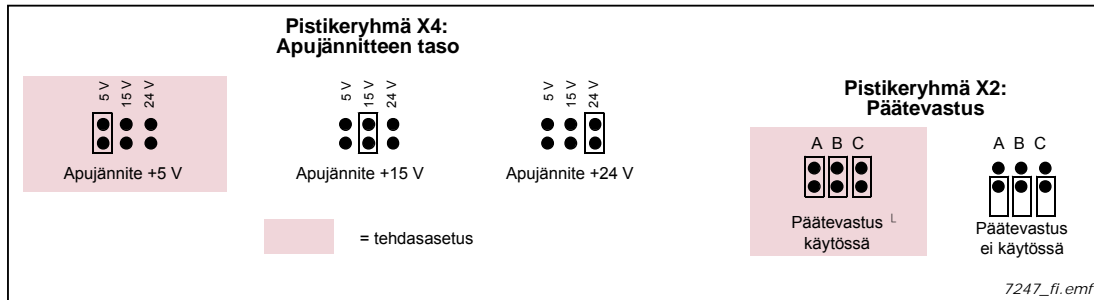 Pistikeryhmä X4:
Apujännitteen taso
5 V 15 V 24 V
Apujännite +5 V
5 V 15 V 24 V
Apujännite +15 V
5 V 15 V 24 V
Apujännite +24 V
= tehdasasetus
Pistikeryhmä X2:
Päätevastus
A B C
Päätevastus
käytössä
A B C
Päätevastus
ei käytössä
7247_fi.emf